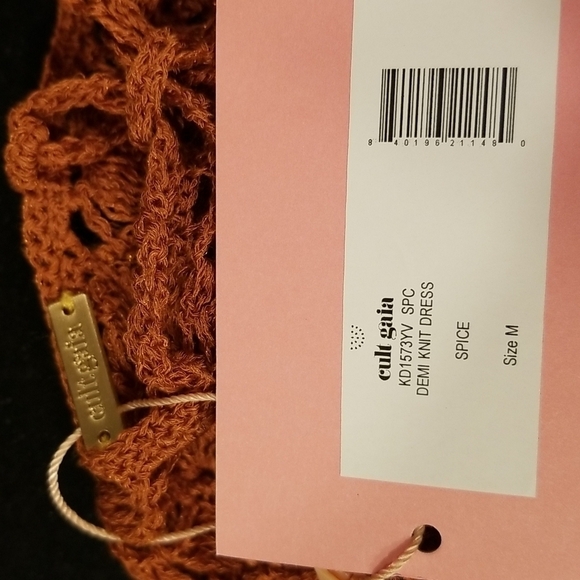 8 40196 21148 0
cult gaia
KD1573YV SPC
DEMI KNIT DRESS
SPICE
Size M
cult gaia